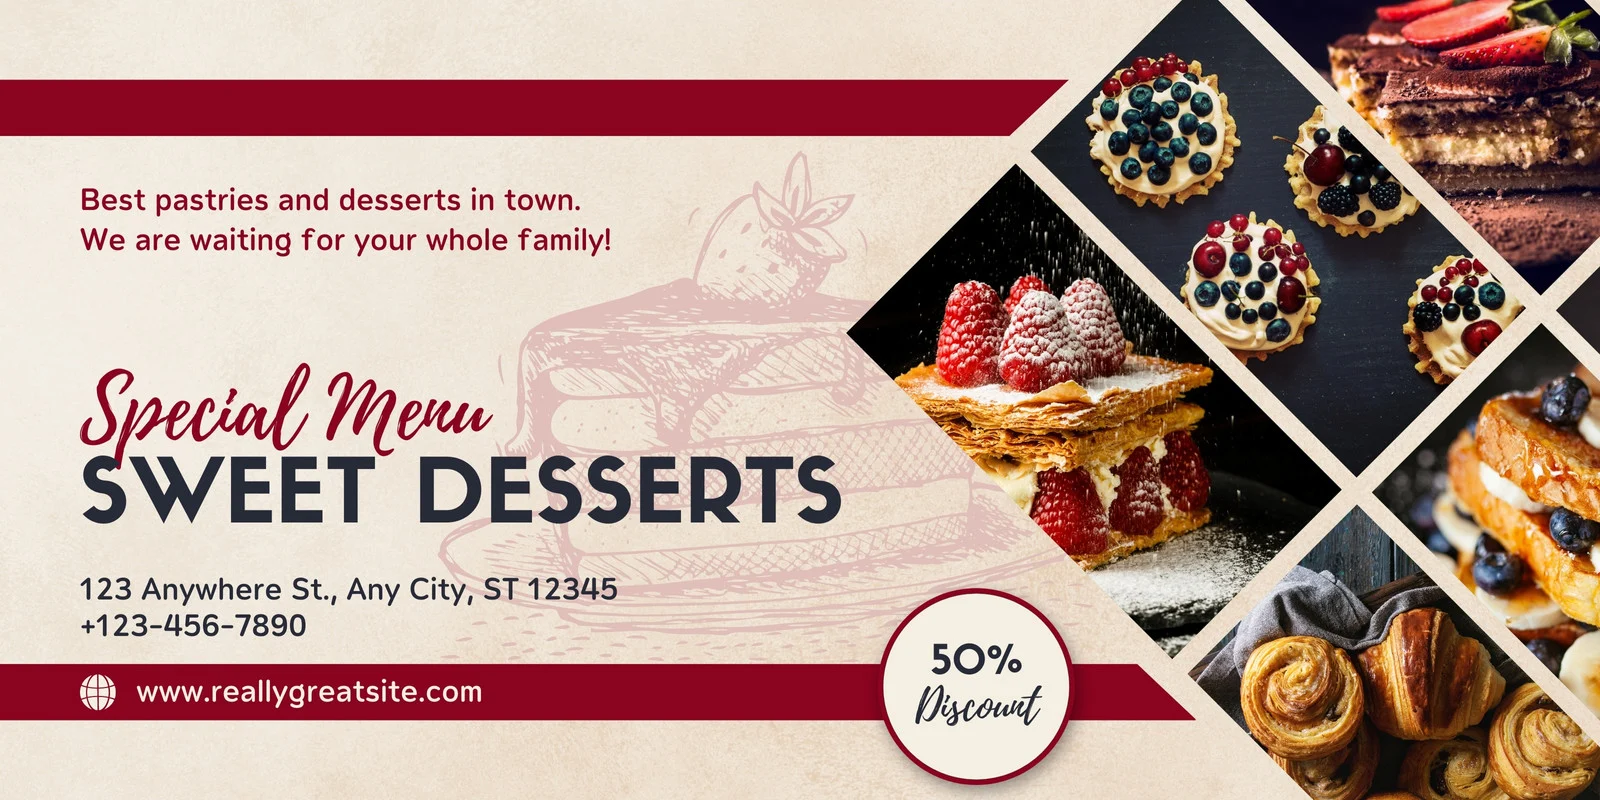 Best pastries and desserts in town.
We are waiting for your whole family!
Special Menu
SWEET DESSERTS
123 Anywhere St., Any City, ST 12345
+123-456-7890
www.reallygreatsite.com
50%
Discount